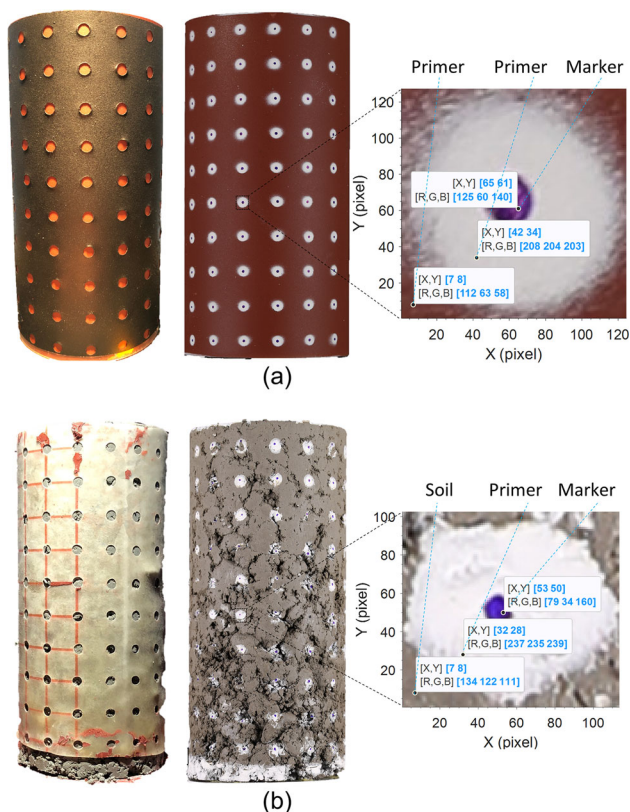 Primer Primer Marker
120
100
80
60
40
20
Y (pixel)
[X,Y] [65 61]
[R,G,B] [125 60 140]
[X,Y] [42 34]
[R,G,B] [208 204 203]
[X,Y] [7 8]
[R,G,B] [112 63 58]
20 40 60 80 100 120
X (pixel)
(a)
Soil Primer Marker
100
80
60
40
20
Y (pixel)
[X,Y] [53 50]
[R,G,B] [79 34 160]
[X,Y] [32 28]
[R,G,B] [237 235 239]
[X,Y] [7 8]
[R,G,B] [134 122 111]
20 40 60 80 100
X (pixel)
(b)